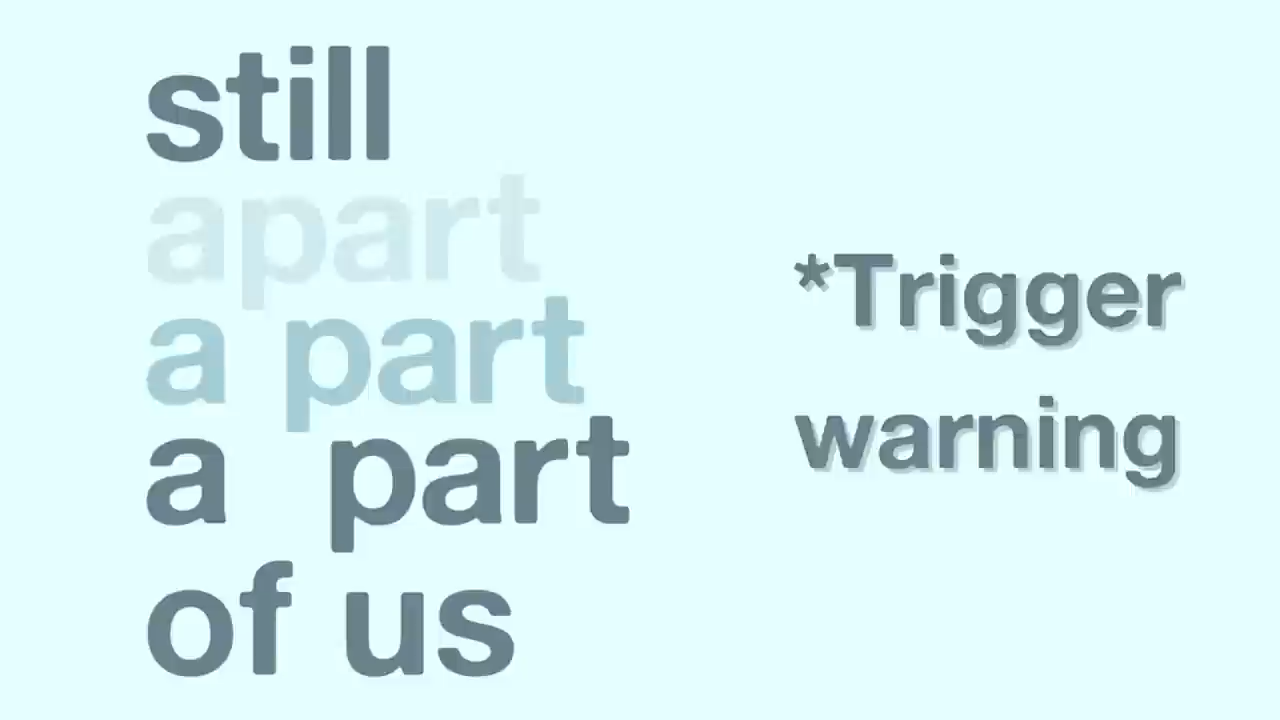 still
apart
a part
a  part
of us
*Trigger
warning